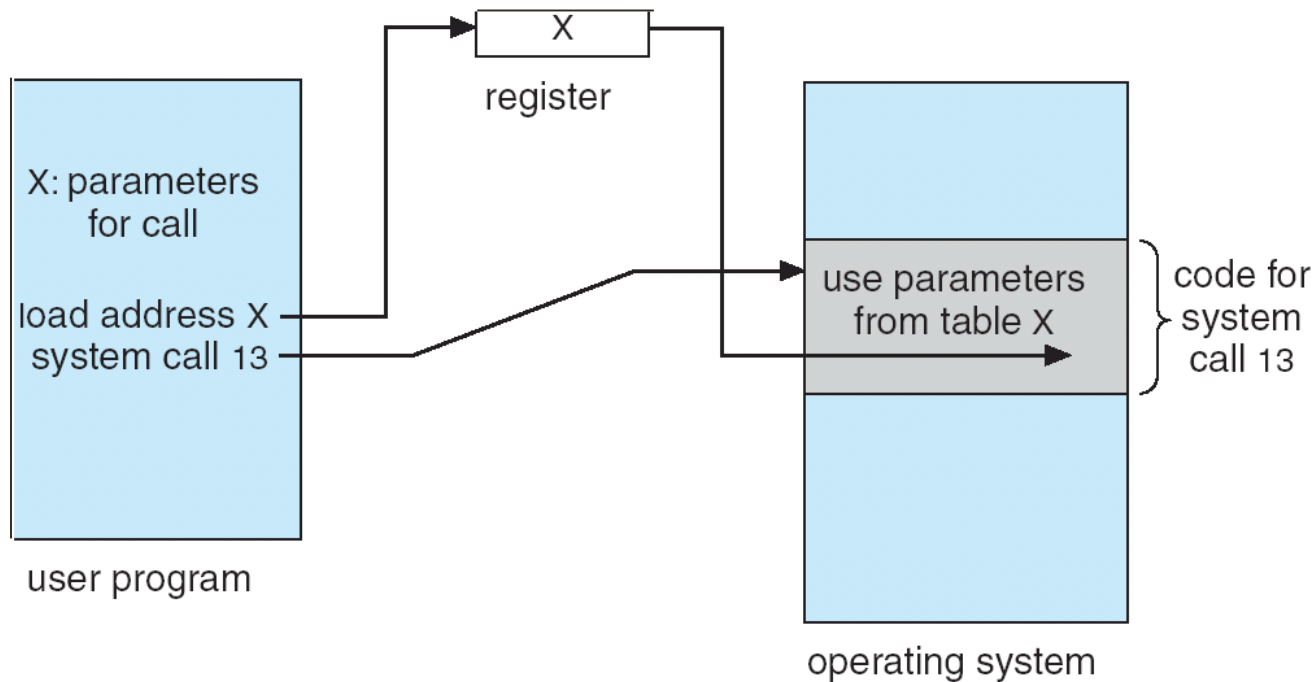 X
register
X: parameters
for call
load address X
system call 13
use parameters
from table X
code for
system
call 13
user program
operating system